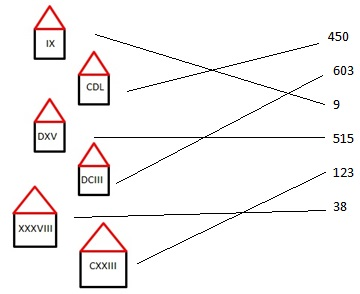 IX
450
CDL
603
9
DXV
515
DCIII
123
38
XXXVIII
CXXIII